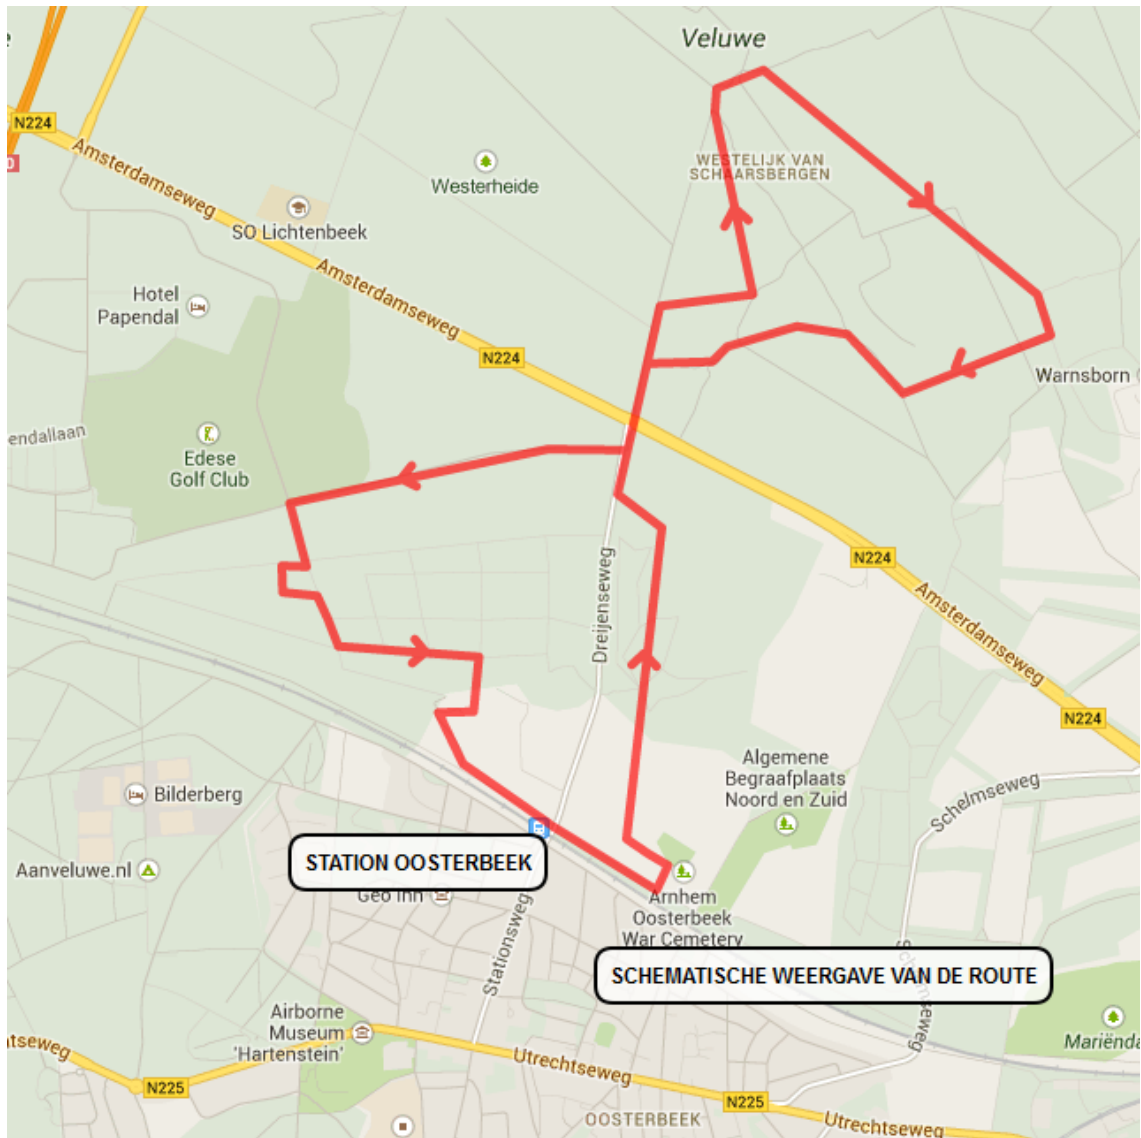 Veluwe
N224
Amsterdamseweg
WESTELIJK VAN
SCHAARSBERGEN
Westerheide
SO Lichtenbeek
Amsterdamseweg
Hotel
Papendal
N224
Warnsborn
endallaan
Edese
Golf Club
N224
Dreijenseweg
Amsterdamseweg
N224
Algemene
Begraafplaats
Noord en Zuid
Schelmseweg
Bilderberg
STATION OOSTERBEEK
Aanveluwe.nl
Geo Inn
Arnhem
Oosterbeek
War Cemetery
Stationsweg
SCHEMATISCHE WEERGAVE VAN DE ROUTE
Airborne
Museum
'Hartenstein'
Mariënda
tseweg
Utrechtseweg
N225
N225
OOSTERBEEK
Utrechtseweg